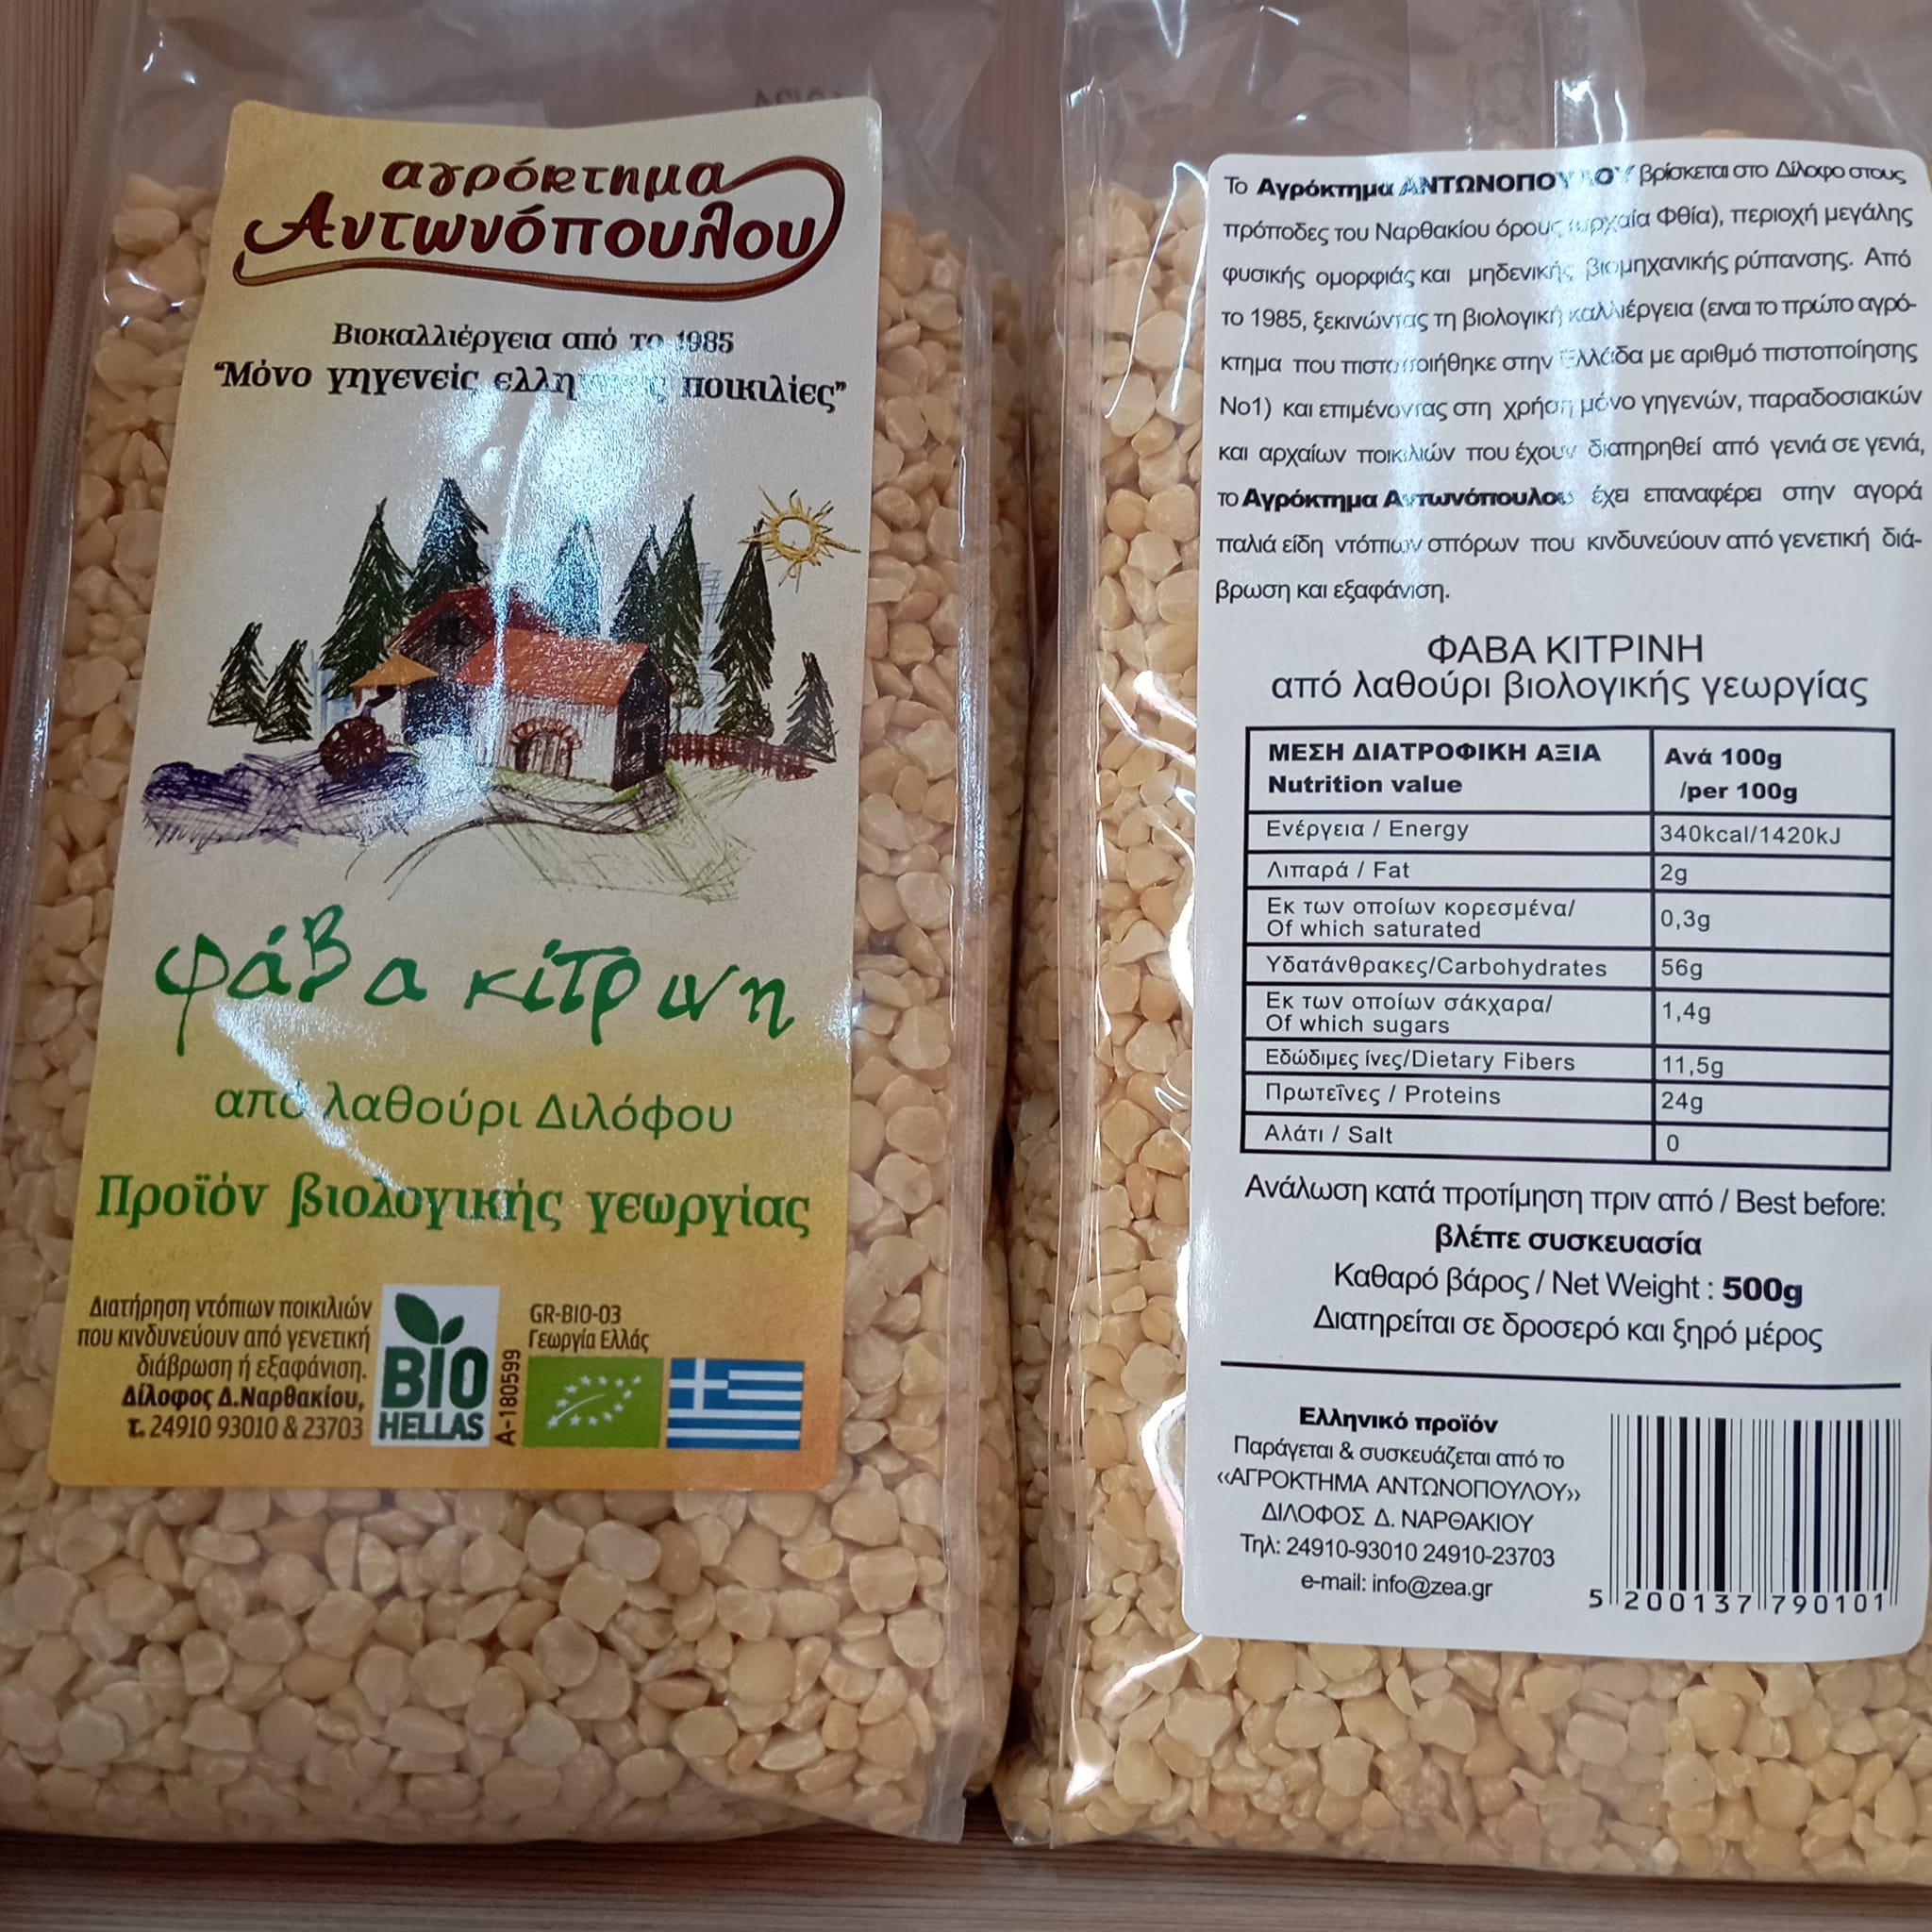 αγρόκτημα
Αντωνόπουλου
Βιοκαλλιέργεια από το 1985
“Μόνο γηγενείς ποικιλίες”
φάβα κίτρινη
από λαθούρι Διλόφου
Προϊόν βιολογικής γεωργίας
Διατήρηση ντόπιων ποικιλιών
που κινδυνεύουν από γενετική
διάβρωση ή εξαφάνιση.
Δίλοφος Δ.Ναρθακίου,
τ. 24910 93010 & 23703
BIO
HELLAS
A-180599
GR-BIO-03
Γεωργία Ελλάς
Το Αγρόκτημα ΑΝΤΩΝΟΠΟΥΛΟΥ βρίσκεται στο Δίλοφο στους
πρόποδες του Ναρθακίου όρους (αρχαία Φθία), περιοχή μεγάλης
φυσικής ομορφιάς και μηδενικής βιομηχανικής ρύπανσης. Από
το 1985, ξεκινώντας τη βιολογική καλλιέργεια (ειναι το πρώτο αγρό-
κτημα που πιστοποιήθηκε στην Ελλάδα με αριθμό πιστοποίησης
Νο1) και επιμένοντας στη χρήση μόνο γηγενών, παραδοσιακών
και αρχαίων ποικιλιών που έχουν διατηρηθεί από γενιά σε γενιά,
το Αγρόκτημα Αντωνόπουλου έχει επαναφέρει στην αγορά
παλιά είδη ντόπιων σπόρων που κινδυνεύουν από γενετική διά-
βρωση και εξαφάνιση.
ΦΑΒΑ ΚΙΤΡΙΝΗ
από λαθούρι βιολογικής γεωργίας
ΜΕΣΗ ΔΙΑΤΡΟΦΙΚΗ ΑΞΙΑ Ανά 100g
Nutrition value /per 100g
Ενέργεια / Energy 340kcal/1420kJ
Λιπαρά / Fat 2g
Εκ των οποίων κορεσμένα/
Of which saturated 0,3g
Υδατάνθρακες/Carbohydrates 56g
Εκ των οποίων σάκχαρα/
Of which sugars 1,4g
Εδώδιμες ίνες/Dietary Fibers 11,5g
Πρωτεΐνες / Proteins 24g
Αλάτι / Salt 0
Ανάλωση κατά προτίμηση πριν από / Best before:
βλέπε συσκευασία
Καθαρό βάρος / Net Weight : 500g
Διατηρείται σε δροσερό και ξηρό μέρος
Ελληνικό προϊόν
Παράγεται & συσκευάζεται από το
‹‹ΑΓΡΟΚΤΗΜΑ ΑΝΤΩΝΟΠΟΥΛΟΥ››
ΔΙΛΟΦΟΣ Δ. ΝΑΡΘΑΚΙΟΥ
Τηλ: 24910-93010 24910-23703
e-mail: info@zea.gr
5 200137 790101